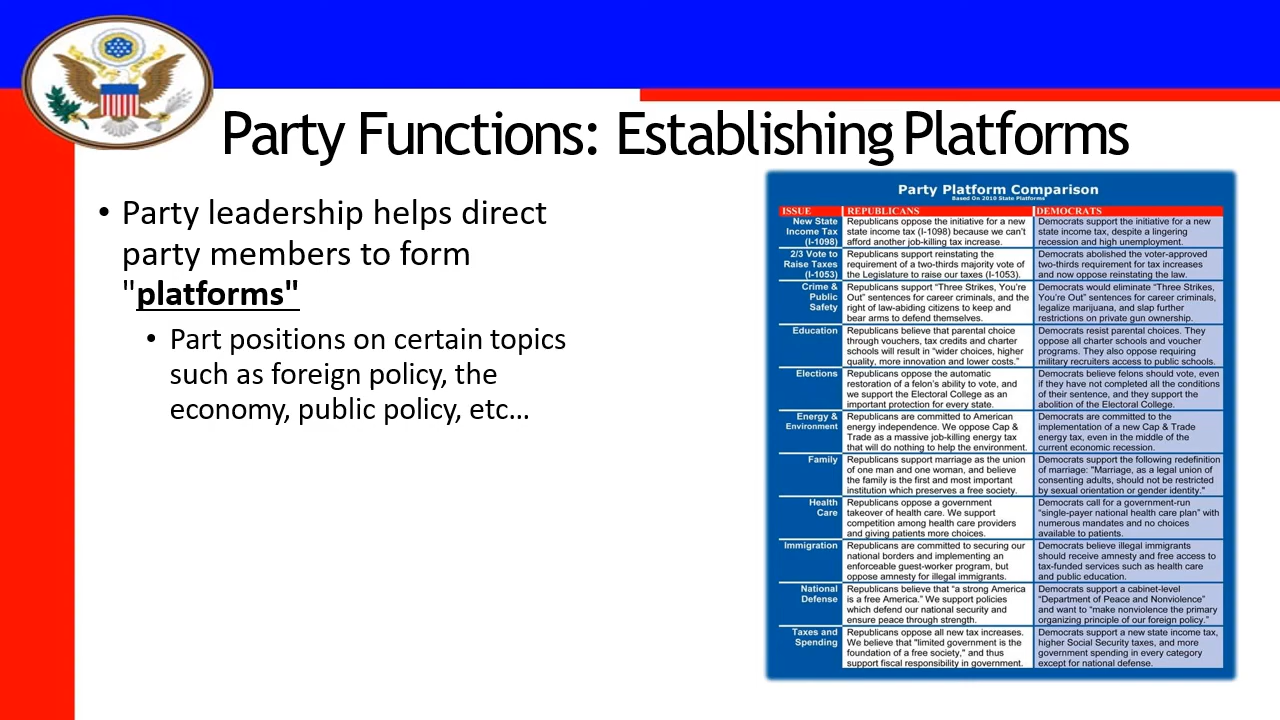 Party Functions: Establishing Platforms
• Party leadership helps direct
party members to form
"platforms"
• Part positions on certain topics
such as foreign policy, the
economy, public policy, etc…
Party Platform Comparison
Based On 2010 State Platforms
ISSUE REPUBLICANS DEMOCRATS
New State
Income Tax
(I-1098)
Republicans oppose the initiative for a new
state income tax (I-1098) because we can't
afford another job-killing tax increase.
Democrats support the initiative for a new
state income tax, despite a lingering
recession and high unemployment.
2/3 Vote to
Raise Taxes
(I-1053)
Republicans support reinstating the
requirement of a two-thirds majority vote of
the Legislature to raise our taxes (I-1053).
Democrats abolished the voter-approved
two-thirds requirement for tax increases
and now oppose reinstating the law.
Crime &
Public
Safety
Republicans support "Three Strikes, You're
Out" sentences for career criminals, and the
right of law-abiding citizens to keep and
bear arms to defend themselves.
Democrats would eliminate "Three Strikes,
You're Out" sentences for career criminals,
legalize marijuana, and slap further
restrictions on private gun ownership.
Education
Republicans believe that parental choice
through vouchers, tax credits and charter
schools will result in "wider choices, higher
quality, more innovation and lower costs."
Democrats resist parental choices. They
oppose all charter schools and voucher
programs. They also oppose requiring
military recruiters access to public schools.
Elections
Republicans oppose the automatic
restoration of a felon's ability to vote, and
we support the Electoral College as an
important protection for every state.
Democrats believe felons should vote, even
if they have not completed all the conditions
of their sentence, and they support the
abolition of the Electoral College.
Energy &
Environment
Republicans are committed to American
energy independence. We oppose Cap &
Trade as a massive job-killing energy tax
that will do nothing to help the environment.
Democrats are committed to the
implementation of a new Cap & Trade
energy tax, even in the middle of the
current economic recession.
Family
Republicans support marriage as the union
of one man and one woman, and believe
the family is the first and most important
institution which preserves a free society.
Democrats support the following redefinition
of marriage: "Marriage, as a legal union of
consenting adults, should not be restricted
by sexual orientation or gender identity."
Health
Care
Republicans oppose a government
takeover of health care. We support
competition among health care providers
and giving patients more choices.
Democrats call for a government-run
"single-payer national health care plan" with
numerous mandates and no choices
available to patients.
Immigration
Republicans are committed to securing our
national borders and implementing an
enforceable guest-worker program, but
oppose amnesty for illegal immigrants.
Democrats believe illegal immigrants
should receive amnesty and free access to
tax-funded services such as health care
and public education.
National
Defense
Republicans believe that "a strong America
is a free America." We support policies
which defend our national security and
ensure peace through strength.
Democrats support a cabinet-level
"Department of Peace and Nonviolence"
and want to "make nonviolence the primary
organizing principle of our foreign policy."
Taxes and
Spending
Republicans oppose all new tax increases.
We believe that "limited government is the
foundation of a free society," and thus
support fiscal responsibility in government.
Democrats support a new state income tax,
higher Social Security taxes, and more
government spending in every category
except for national defense.